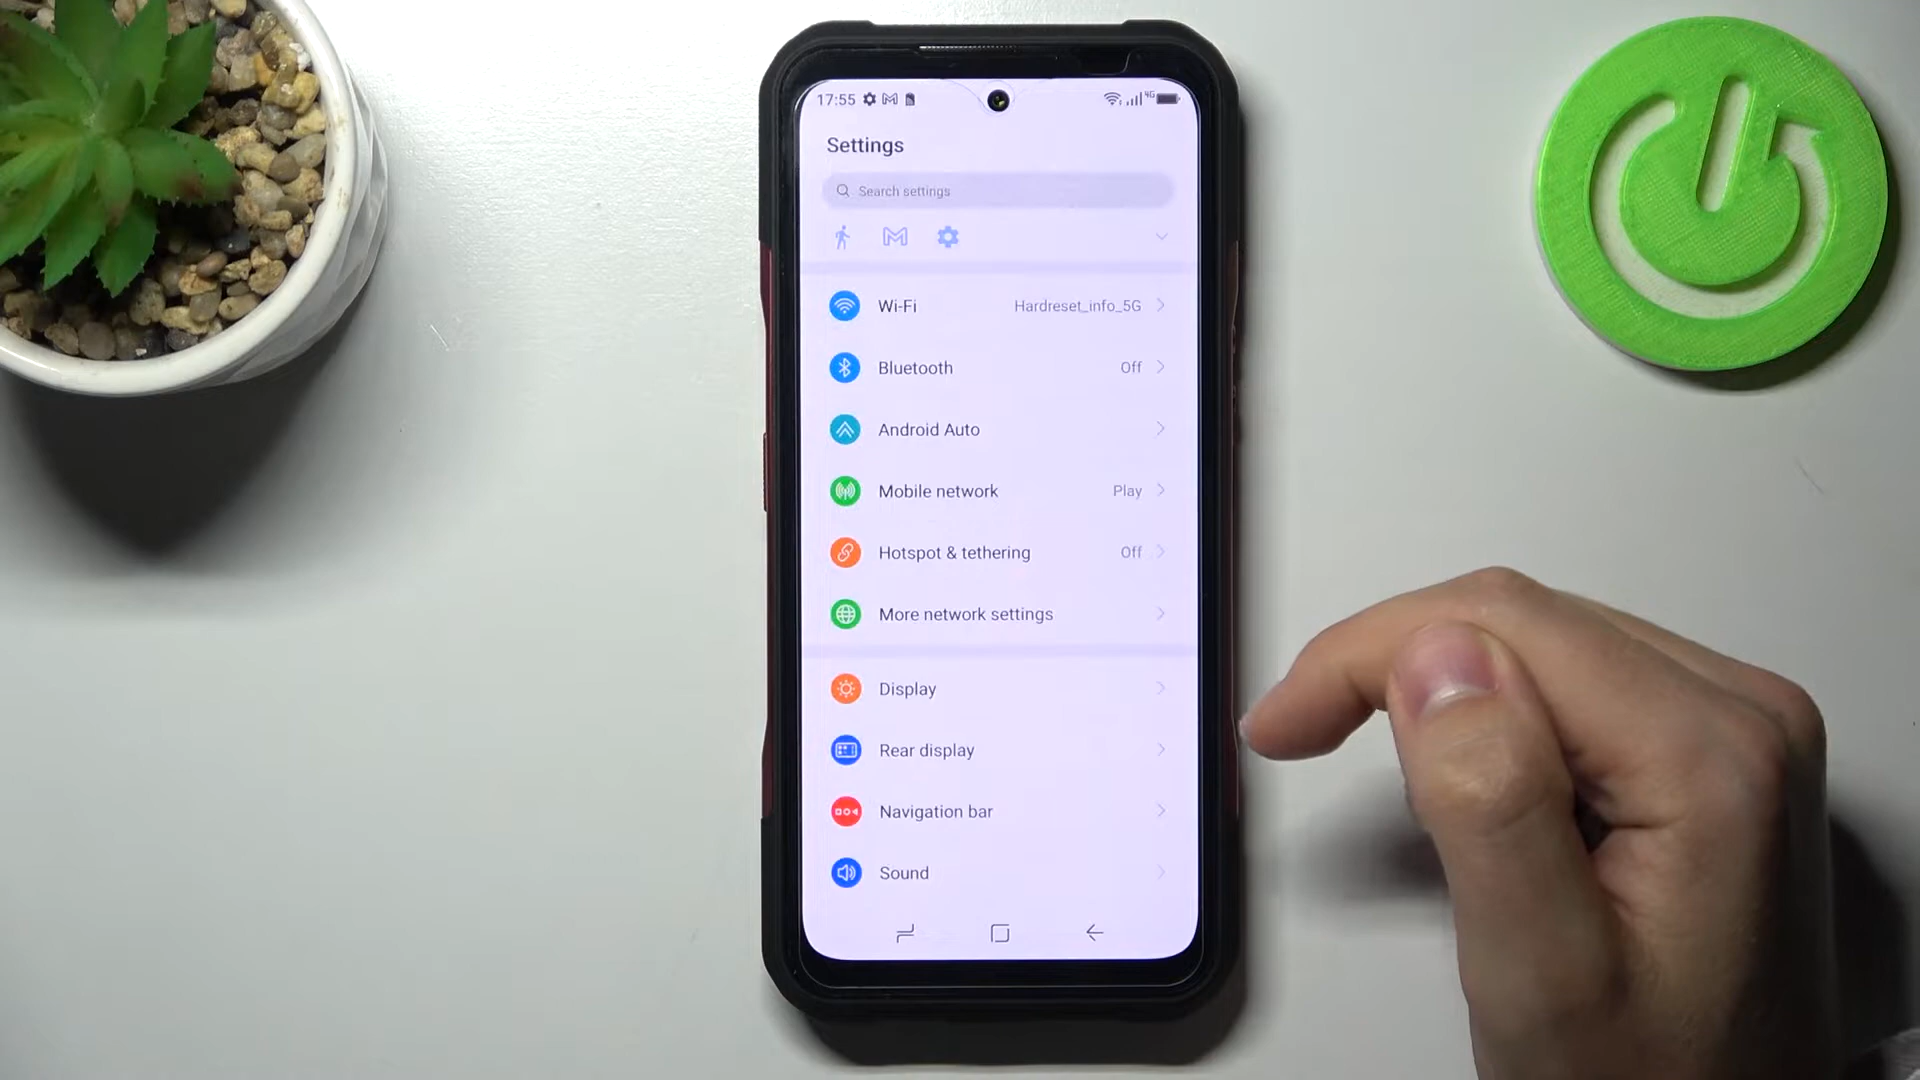 17:55
4G
Settings
Search settings
Wi-Fi Hardreset_info_5G
Bluetooth Off
Android Auto
Mobile network Play
Hotspot & tethering Off
More network settings
Display
Rear display
Navigation bar
Sound